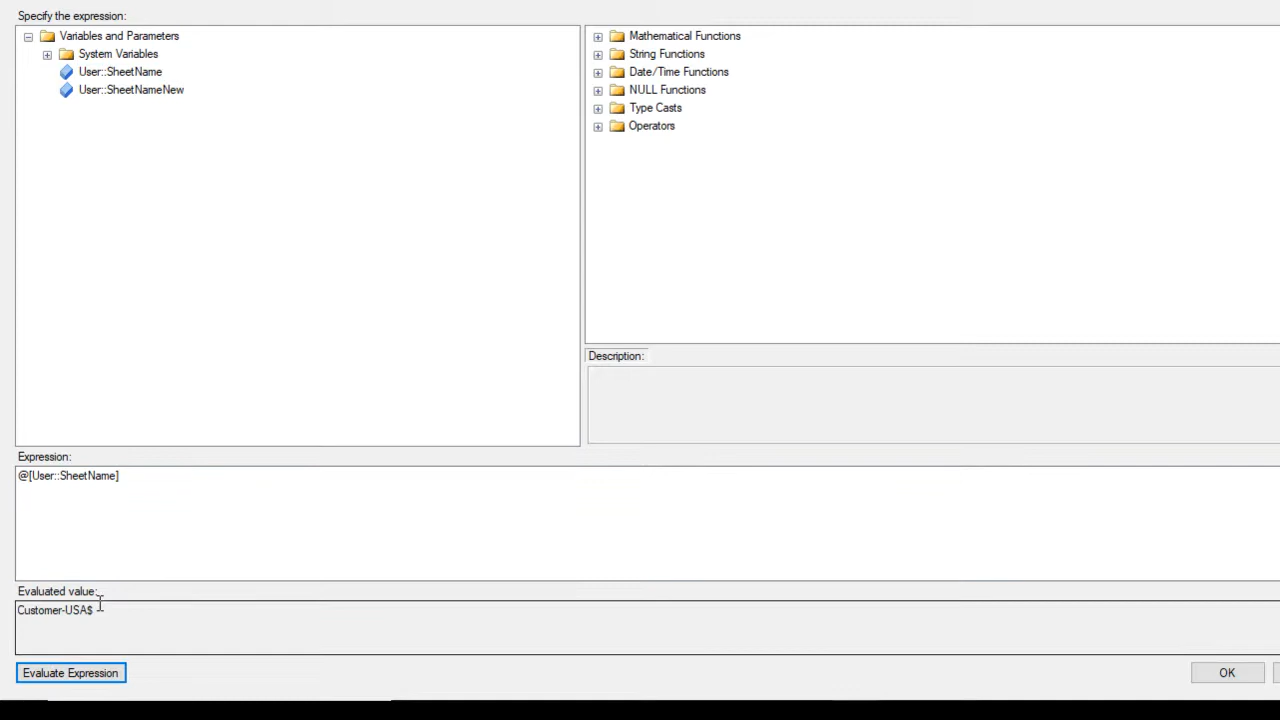 Specify the expression:
Variables and Parameters
System Variables
User::SheetName
User::SheetNameNew
Mathematical Functions
String Functions
Date/Time Functions
NULL Functions
Type Casts
Operators
Description:
Expression:
@[User::SheetName]
Evaluated value:
Customer-USA$
Evaluate Expression
OK